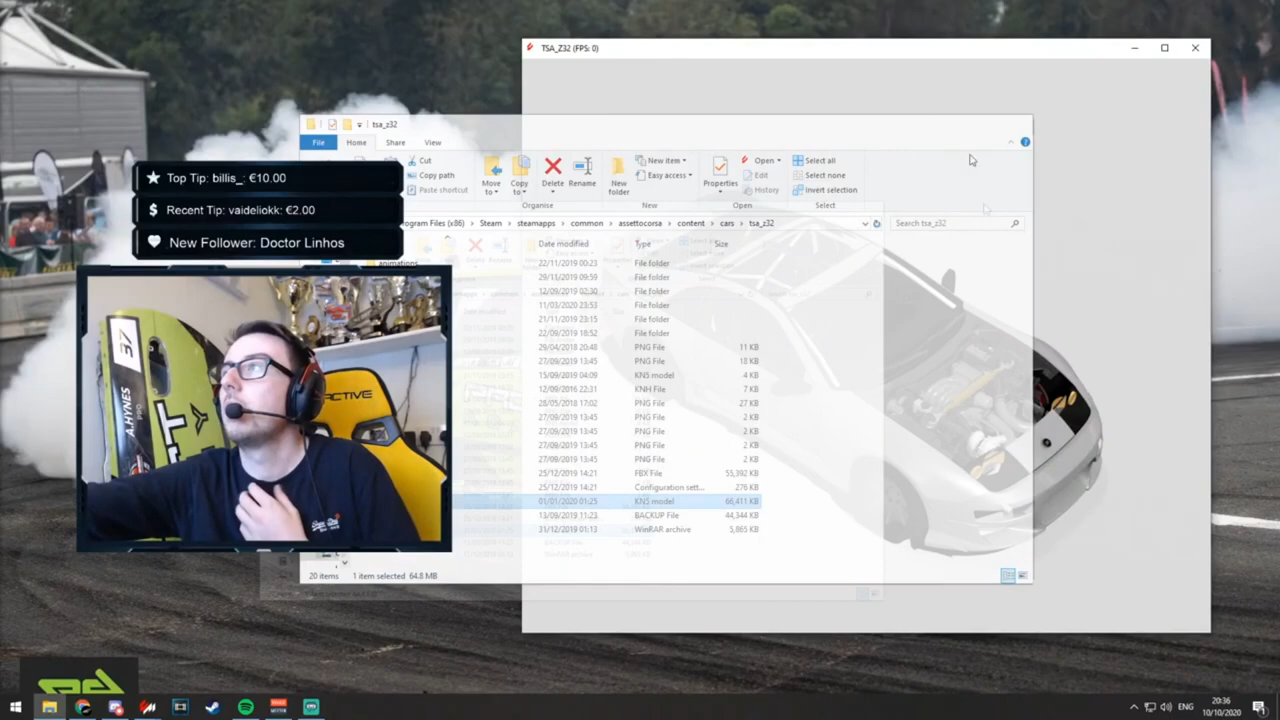 TSA_Z32 (FPS: 0)
tsa_z32
File
Home
Share
View
Cut
Copy path
Paste shortcut
Move to
Copy to
Delete
Rename
New folder
New item
Easy access
Properties
Open
Edit
History
Select all
Select none
Invert selection
Organise
New
Open
Select
ogram Files (x86) > Steam > steamapps > common > assettocorsa > content > cars > tsa_z32
Search tsa_z32
Date modified
Type
Size
animations
22/11/2019 00:23 File folder
29/11/2019 09:59 File folder
12/09/2019 02:30 File folder
11/03/2020 23:53 File folder
21/11/2019 23:15 File folder
22/09/2019 18:52 File folder
29/04/2018 20:48 PNG File 11 KB
27/09/2019 13:45 PNG File 18 KB
15/09/2019 04:09 KN5 model 4 KB
12/09/2016 22:31 KNH File 7 KB
28/05/2018 17:02 PNG File 27 KB
27/09/2019 13:45 PNG File 2 KB
27/09/2019 13:45 PNG File 2 KB
27/09/2019 13:45 PNG File 2 KB
25/12/2019 14:21 FBX File 55,392 KB
25/12/2019 14:21 Configuration sett... 276 KB
01/01/2020 01:25 KN5 model 66,411 KB
13/09/2019 11:23 BACKUP File 44,344 KB
31/12/2019 01:13 WinRAR archive 5,865 KB
20 items
1 item selected 64.8 MB
Top Tip: billis_: €10.00
Recent Tip: vaideliokk: €2.00
New Follower: Doctor Linhos
37
A.HYNES
PRO
ACTIVE
ENG
20:36
10/10/2020